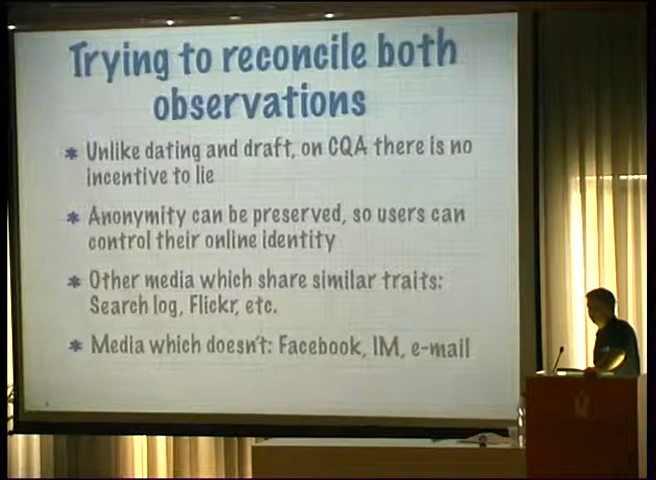 Trying to reconcile both
observations
* Unlike dating and draft, on CQA there is no
incentive to lie
* Anonymity can be preserved, so users can
control their online identity
* Other media which share similar traits:
Search log, Flickr, etc.
* Media which doesn't: Facebook, IM, e-mail